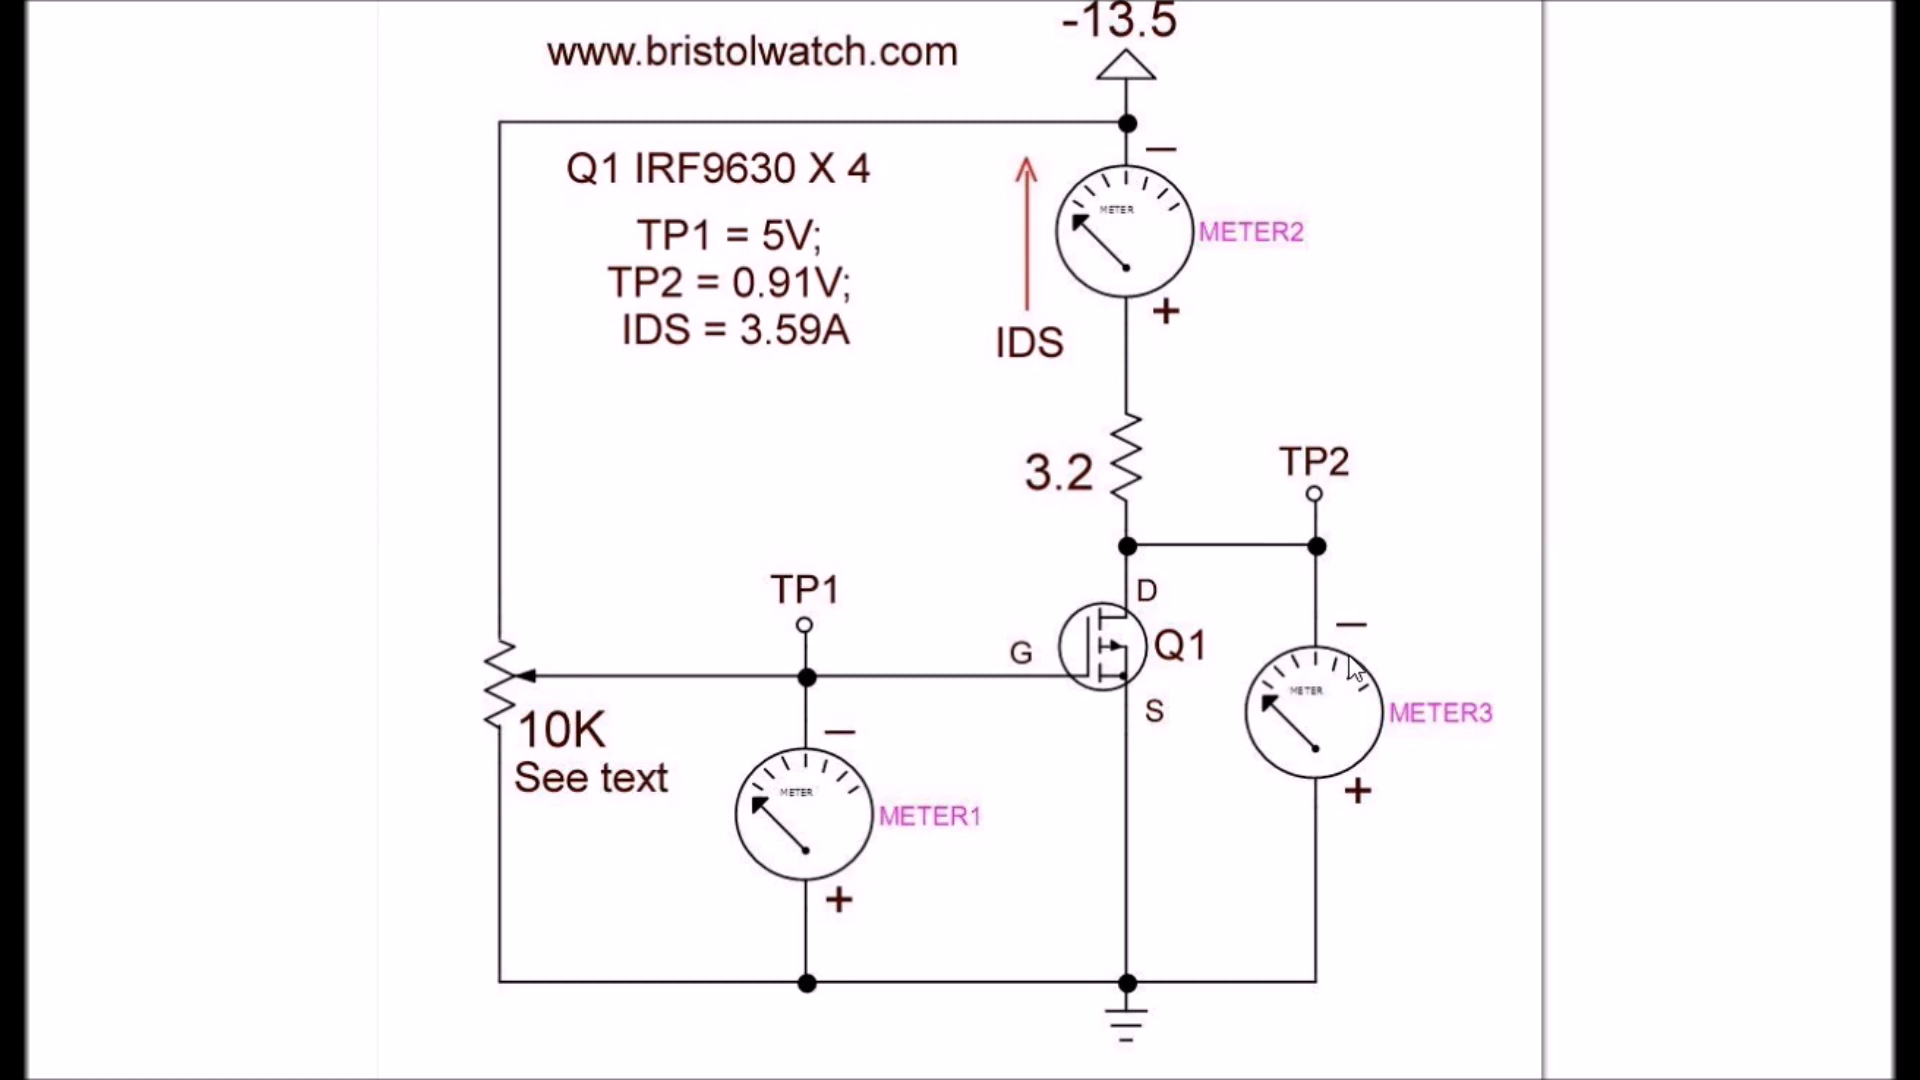 -13.5
www.bristolwatch.com
Q1 IRF9630 X 4
TP1 = 5V;
TP2 = 0.91V;
IDS = 3.59A
IDS
−
METER
METER2
+
3.2
TP2
TP1
D
G
Q1
S
10K
See text
−
METER
METER1
+
−
METER
METER3
+